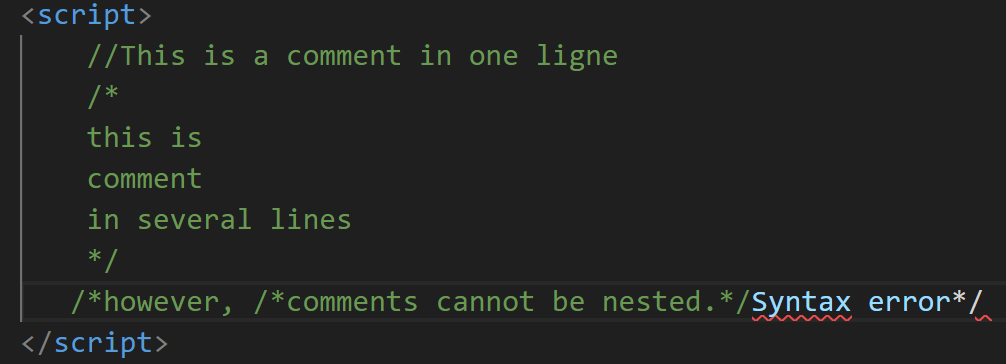 <script>
//This is a comment in one ligne
/*
this is
comment
in several lines
*/
/*however, /*comments cannot be nested.*/Syntax error*/
</script>